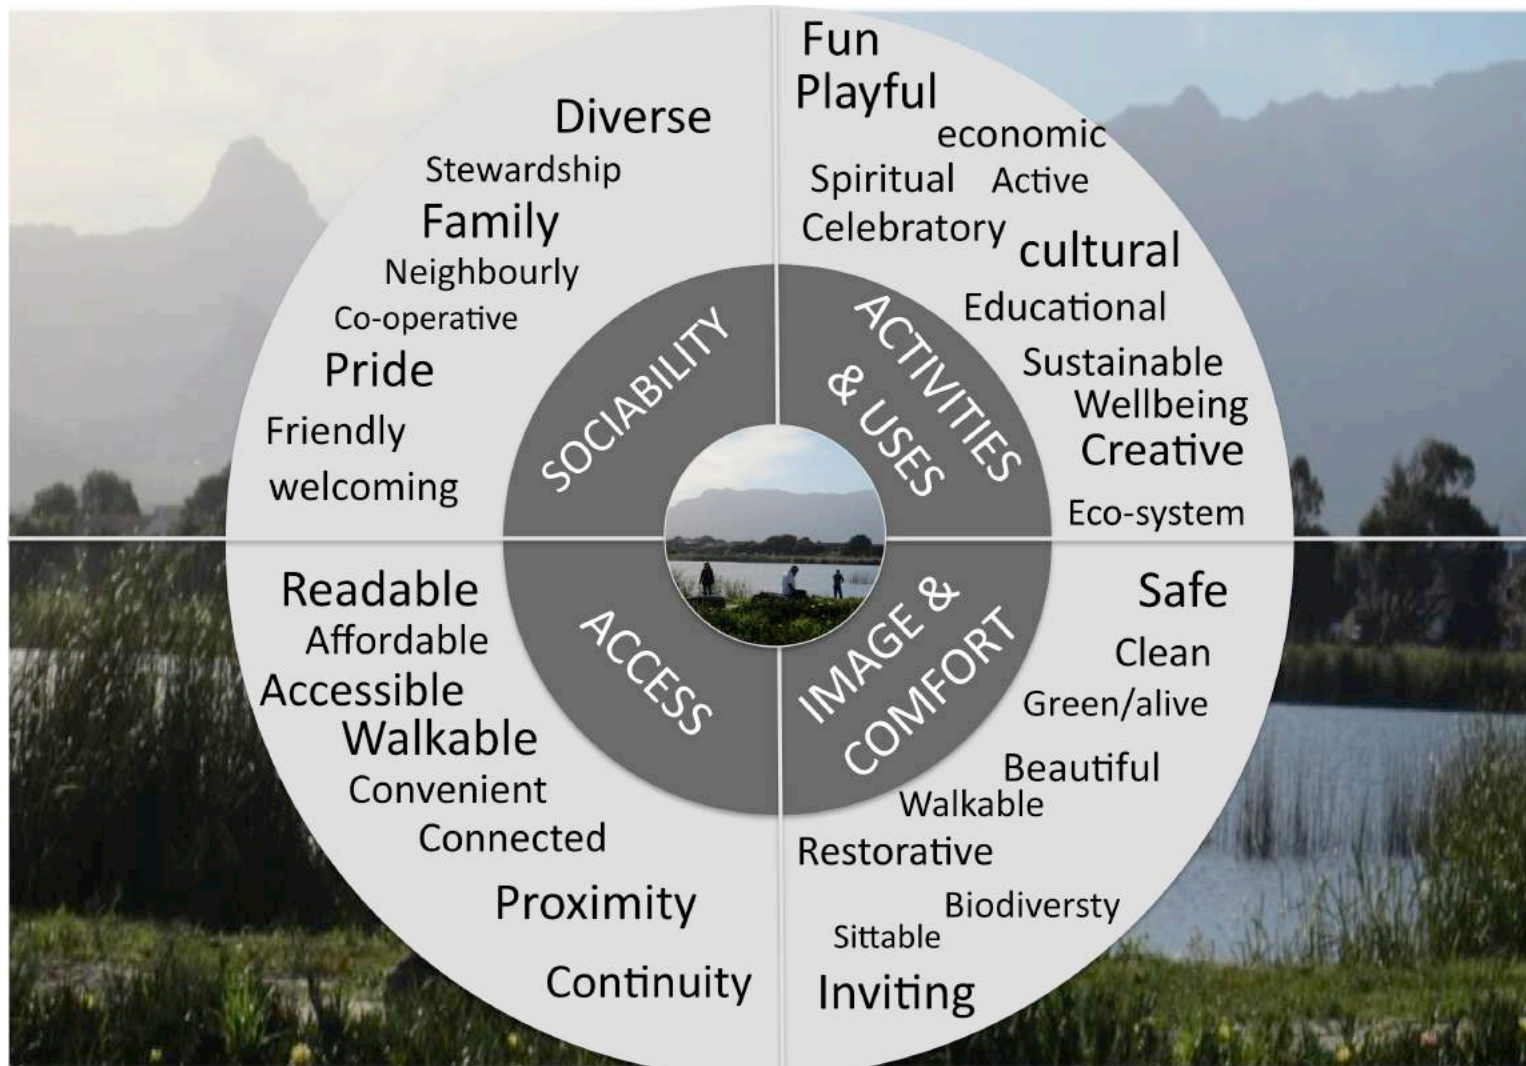 Diverse
Stewardship
Family
Neighbourly
Co-operative
Pride
Friendly
welcoming
SOCIABILITY
Fun
Playful
economic
Spiritual Active
Celebratory
cultural
Educational
Sustainable
Wellbeing
Creative
Eco-system
ACTIVITIES
& USES
Readable
Affordable
Accessible
Walkable
Convenient
Connected
Proximity
Continuity
ACCESS
Safe
Clean
Green/alive
Beautiful
Walkable
Restorative
Biodiversty
Sittable
Inviting
IMAGE &
COMFORT